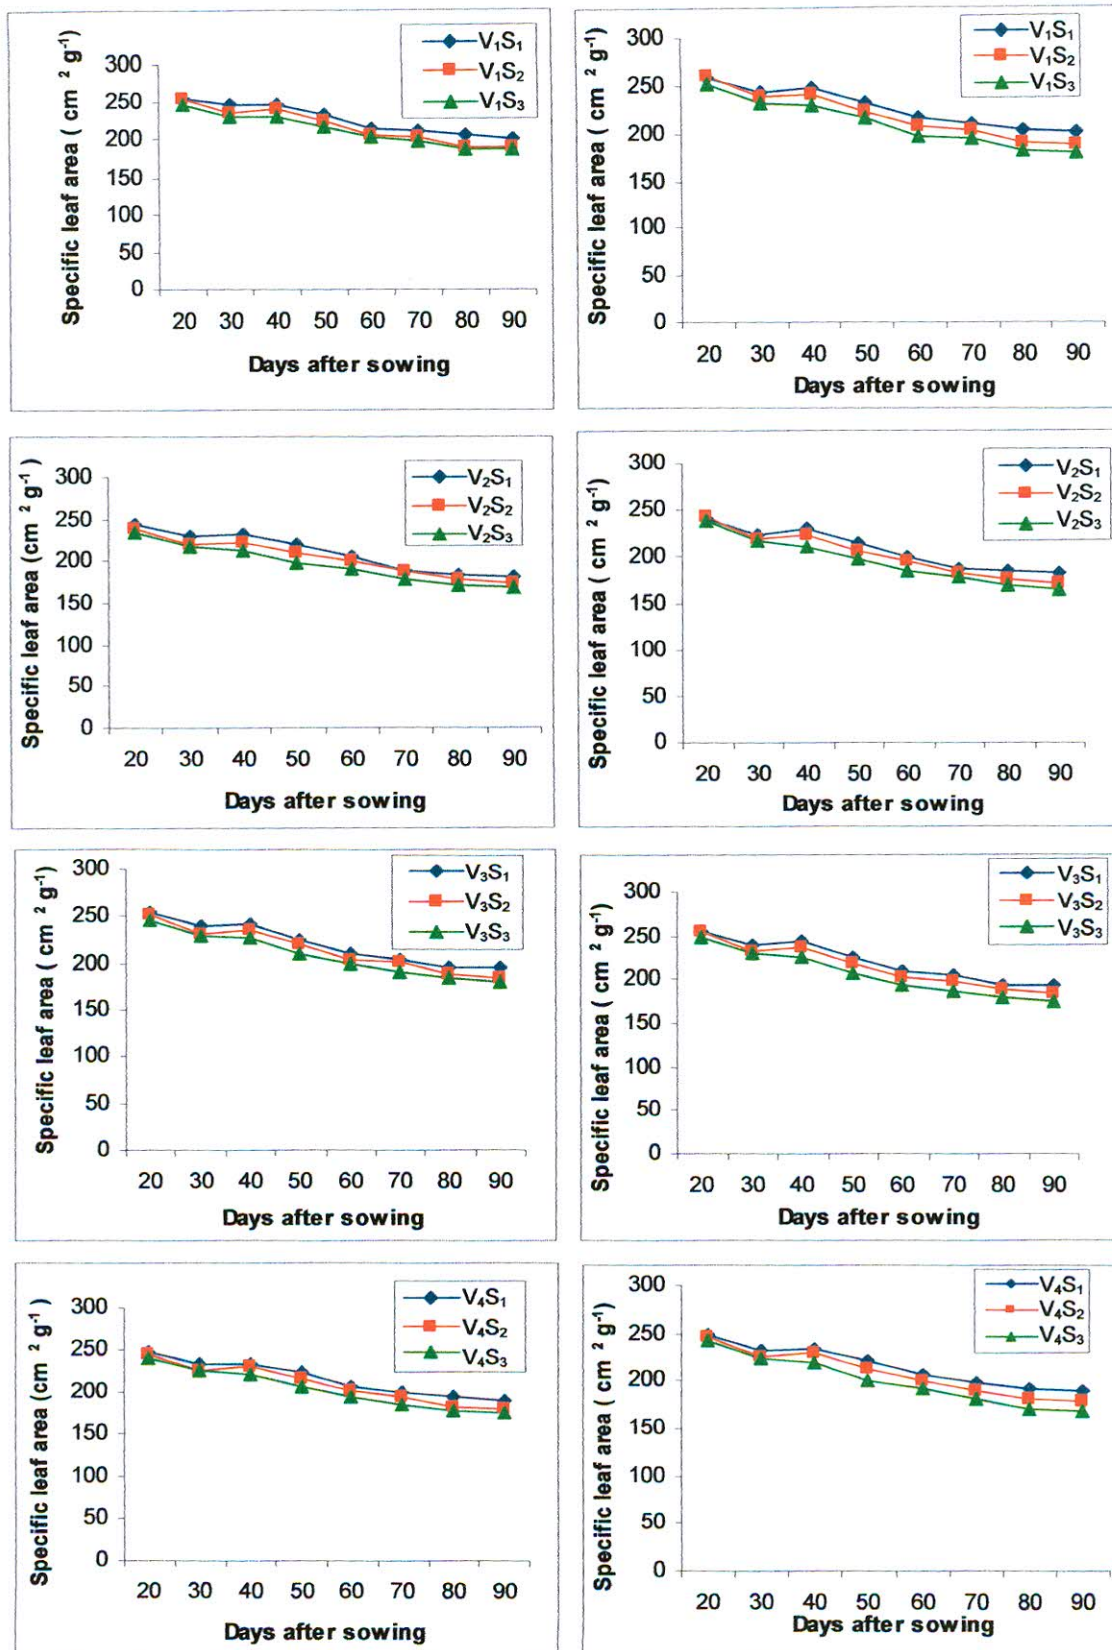 V₁S₁
V₁S₂
V₁S₃
Specific leaf area ( cm ² g⁻¹)
300
250
200
150
100
50
0
20 30 40 50 60 70 80 90
Days after sowing
V₁S₁
V₁S₂
V₁S₃
Specific leaf area ( cm ² g⁻¹)
300
250
200
150
100
50
0
20 30 40 50 60 70 80 90
Days after sowing
V₂S₁
V₂S₂
V₂S₃
Specific leaf area (cm ² g⁻¹)
300
250
200
150
100
50
0
20 30 40 50 60 70 80 90
Days after sowing
V₂S₁
V₂S₂
V₂S₃
Specific leaf area ( cm ² g⁻¹)
300
250
200
150
100
50
0
20 30 40 50 60 70 80 90
Days after sowing
V₃S₁
V₃S₂
V₃S₃
Specific leaf area ( cm ² g⁻¹)
300
250
200
150
100
50
0
20 30 40 50 60 70 80 90
Days after sowing
V₃S₁
V₃S₂
V₃S₃
Specific leaf area ( cm ² g⁻¹)
300
250
200
150
100
50
0
20 30 40 50 60 70 80 90
Days after sowing
V₄S₁
V₄S₂
V₄S₃
Specific leaf area (cm ² g⁻¹)
300
250
200
150
100
50
0
20 30 40 50 60 70 80 90
Days after sowing
V₄S₁
V₄S₂
V₄S₃
Specific leaf area ( cm ² g⁻¹)
300
250
200
150
100
50
0
20 30 40 50 60 70 80 90
Days after sowing